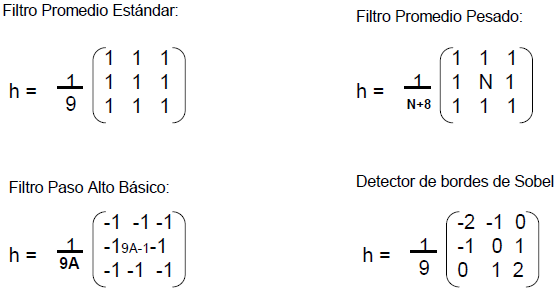 Filtro Promedio Estándar:
h = 1/9
1 1 1
1 1 1
1 1 1
Filtro Promedio Pesado:
h = 1/N+8
1 1 1
1 N 1
1 1 1
Filtro Paso Alto Básico:
h = 1/9A
-1 -1 -1
-1 9A-1 -1
-1 -1 -1
Detector de bordes de Sobel
h = 1/9
-2 -1 0
-1 0 1
0 1 2